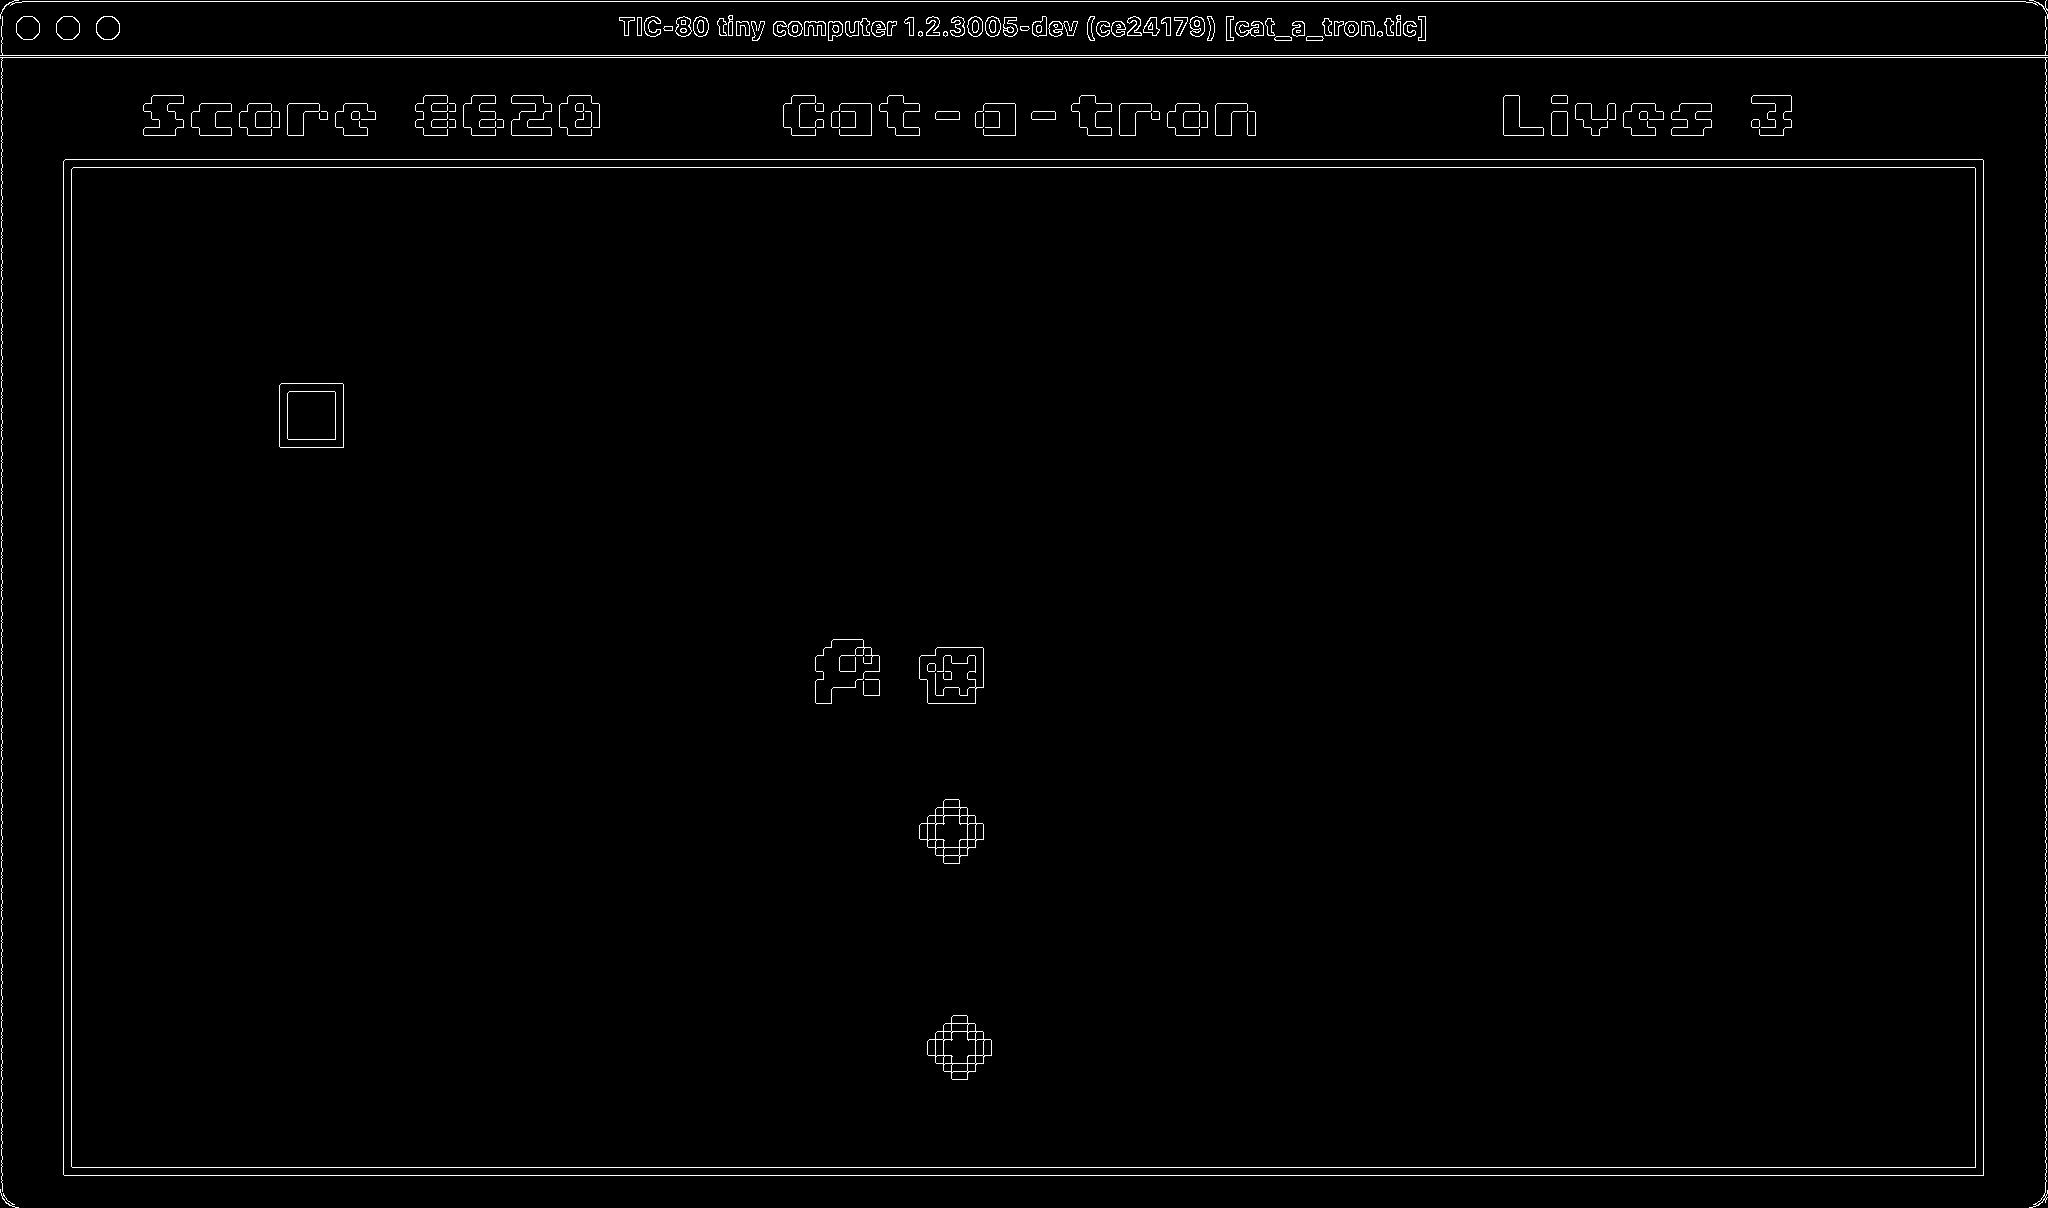 TIC-80 tiny computer 1.2.3005-dev (ce24179) [cat_a_tron.tic]
Score 8620 Cat-a-tron Lives 3